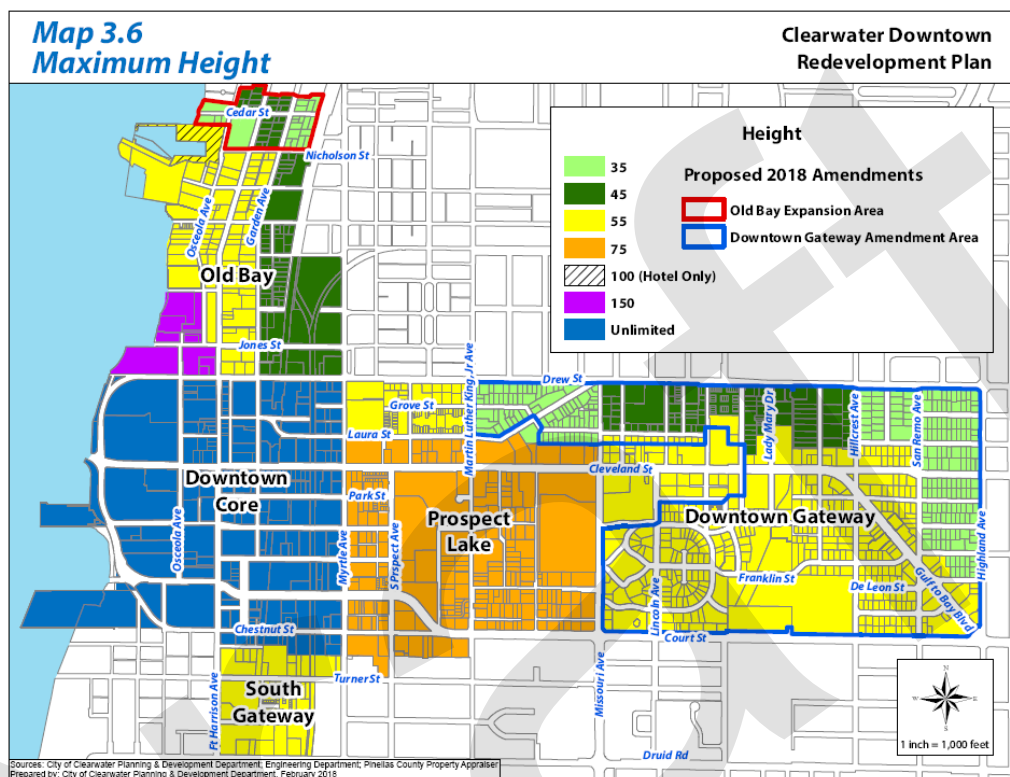 Map 3.6
Maximum Height
Clearwater Downtown
Redevelopment Plan
Height
35
45
55
75
100 (Hotel Only)
150
Unlimited
Proposed 2018 Amendments
Old Bay Expansion Area
Downtown Gateway Amendment Area
Cedar St
Nicholson St
Osceola Ave
Garden Ave
Old Bay
Jones St
Martin Luther King, Jr Ave
Drew St
Grove St
Laura St
Lady Mary Dr
Hillcrest Ave
San Remo Ave
Cleveland St
Downtown
Core
Park St
Prospect
Lake
Downtown Gateway
Osceola Ave
Myrtle Ave
S Prspect Ave
Franklin St
De Leon St
Gulf to Bay Blvd
Highland Ave
Lincoln Ave
Chestnut St
Court St
Turner St
Ft Harrison Ave
South
Gateway
Missouri Ave
Druid Rd
N
W
E
S
1 inch = 1,000 feet
Sources: City of Clearwater Planning & Development Department; Engineering Department; Pinellas County Property Appraiser
Prepared by: City of Clearwater Planning & Development Department, February 2018